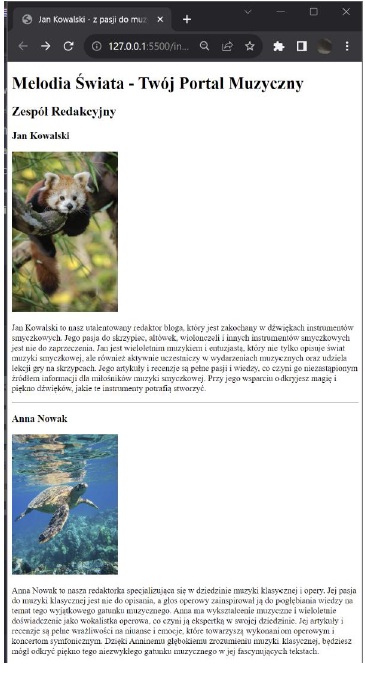 Jan Kowalski - z pasji do muz
127.0.0.1:5500/in...
Melodia Świata - Twój Portal Muzyczny
Zespół Redakcyjny
Jan Kowalski
Jan Kowalski to nasz utalentowany redaktor bloga, który jest zakochany w dźwiękach instrumentów
smyczkowych. Jego pasja do skrzypiec, altówek, wiolonczeli i innych instrumentów smyczkowych
jest nie do zaprzeczenia. Jan jest wieloletnim muzykiem i entuzjastą, który nie tylko opisuje świat
muzyki smyczkowej, ale również aktywnie uczestniczy w wydarzeniach muzycznych oraz udziela
lekcji gry na skrzypcach. Jego artykuły i recenzje są pełne pasji i wiedzy, co czyni go niezastąpionym
źródłem informacji dla miłośników muzyki smyczkowej. Przy jego wsparciu odkryjesz magię i
piękno dźwięków, jakie te instrumenty potrafią stworzyć.
Anna Nowak
Anna Nowak to nasza redaktorka specjalizująca się w dziedzinie muzyki klasycznej i opery. Jej pasja
do muzyki klasycznej jest nie do opisania, a głos operowy zainspirował ją do pogłębiania wiedzy na
temat tego wyjątkowego gatunku muzycznego. Anna ma wykształcenie muzyczne i wieloletnie
doświadczenie jako wokalistka operowa, co czyni ją ekspertką w swojej dziedzinie. Jej artykuły i
recenzje są pełne wrażliwości na niuanse i emocje, które towarzyszą wykonaniom operowym i
koncertom symfonicznym. Dzięki Anninemu głębokiemu zrozumieniu muzyki klasycznej, będziesz
mógł odkryć piękno tego niezwykłego gatunku muzycznego w jej fascynujących tekstach.